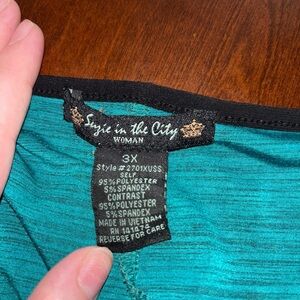 Suzie in the City
WOMAN
3X
Style #2701XUSS
SELF
95%POLYESTER
5%SPANDEX
CONTRAST
95%POLYESTER
5%SPANDEX
MADE IN VIETNAM
RN 141474
REVERSE FOR CARE